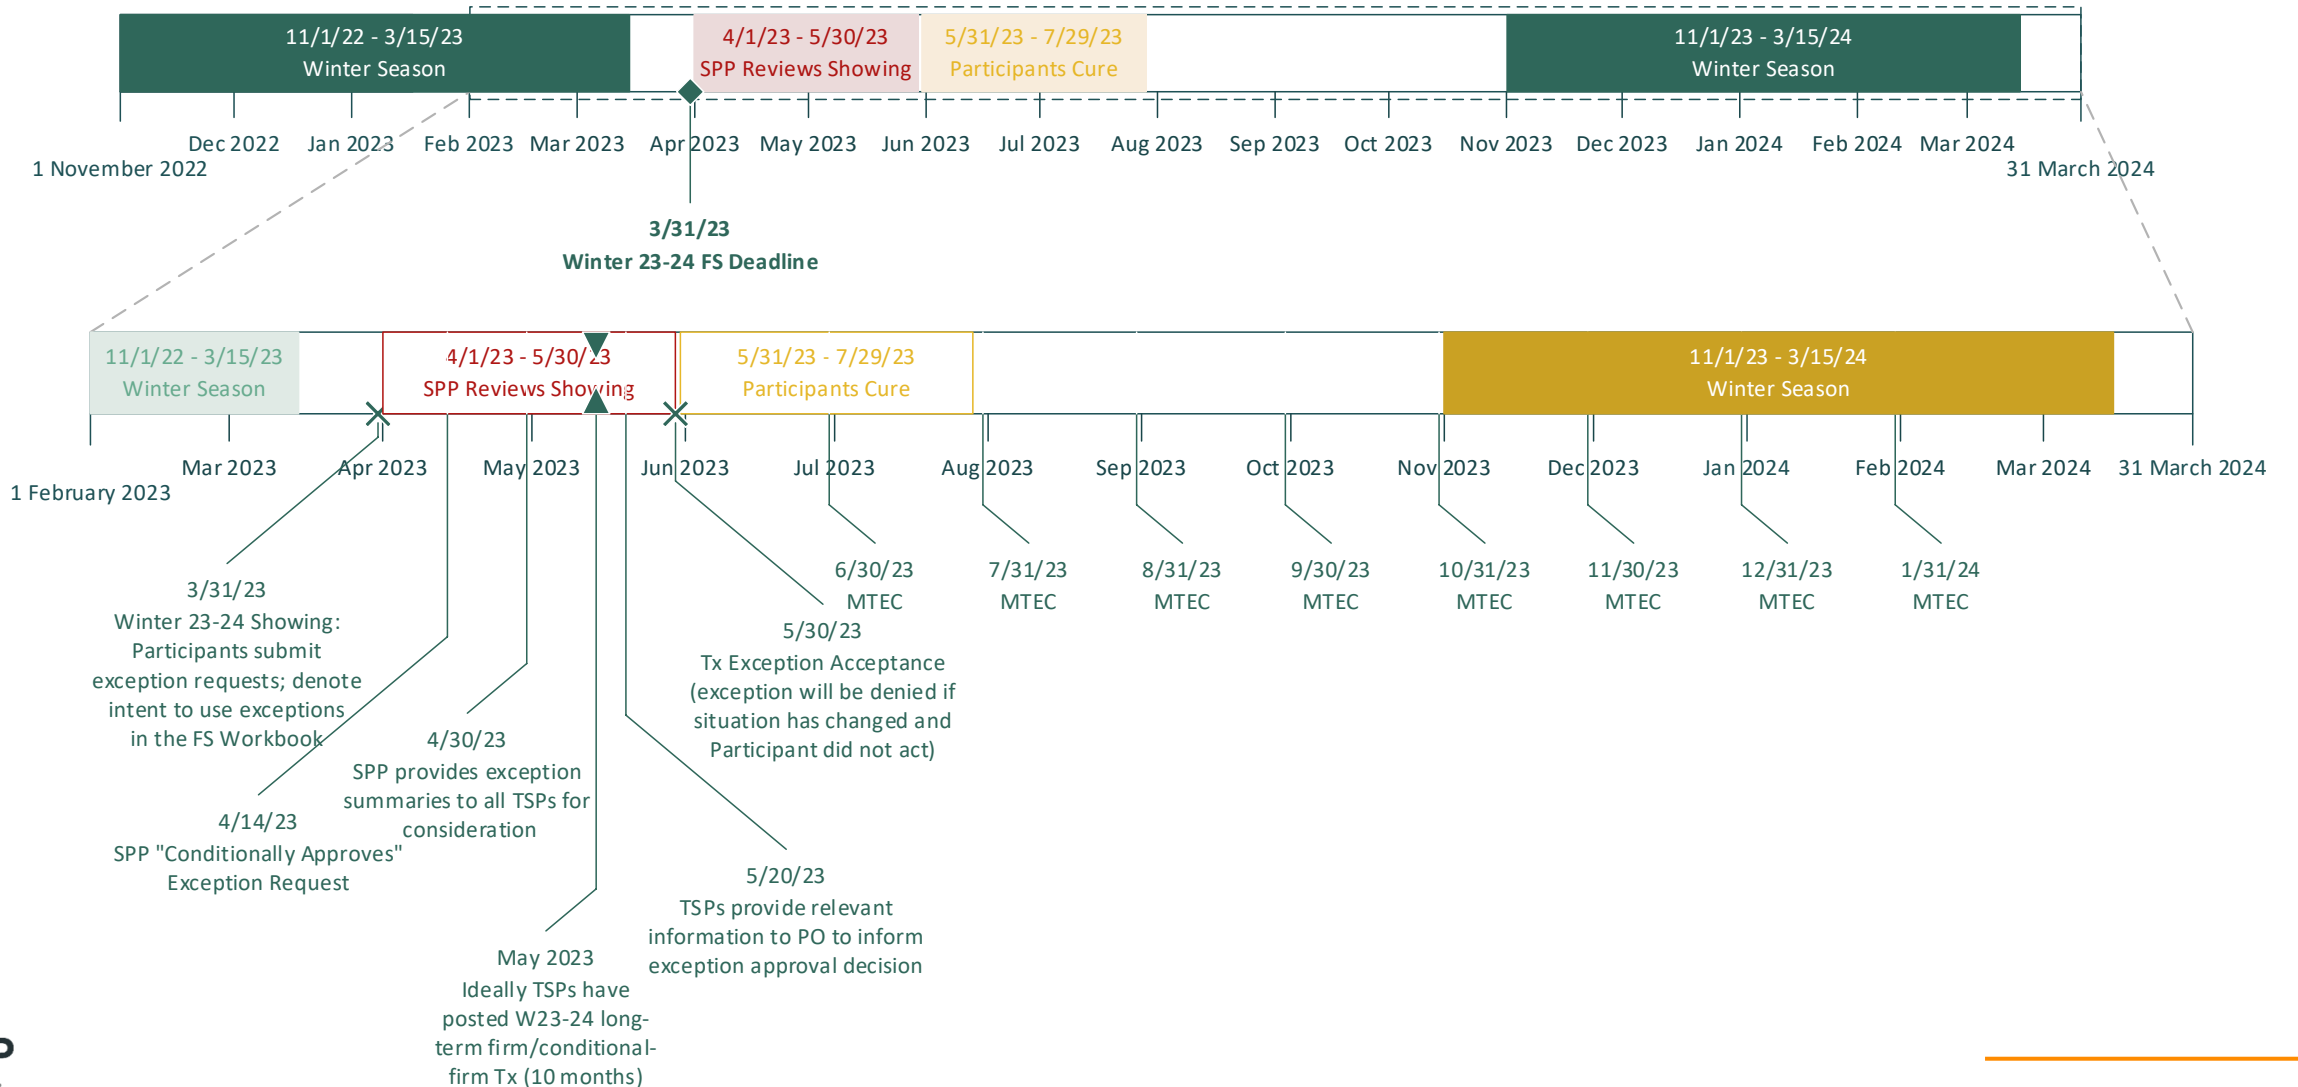 11/1/22 - 3/15/23
Winter Season
4/1/23 - 5/30/23
SPP Reviews Showing
5/31/23 - 7/29/23
Participants Cure
11/1/23 - 3/15/24
Winter Season
Dec 2022
Jan 2023
Feb 2023
Mar 2023
Apr 2023
May 2023
Jun 2023
Jul 2023
Aug 2023
Sep 2023
Oct 2023
Nov 2023
Dec 2023
Jan 2024
Feb 2024
Mar 2024
1 November 2022
31 March 2024
3/31/23
Winter 23-24 FS Deadline
11/1/22 - 3/15/23
Winter Season
4/1/23 - 5/30/23
SPP Reviews Showing
5/31/23 - 7/29/23
Participants Cure
11/1/23 - 3/15/24
Winter Season
Mar 2023
Apr 2023
May 2023
Jun 2023
Jul 2023
Aug 2023
Sep 2023
Oct 2023
Nov 2023
Dec 2023
Jan 2024
Feb 2024
Mar 2024
31 March 2024
1 February 2023
3/31/23
Winter 23-24 Showing:
Participants submit
exception requests; denote
intent to use exceptions
in the FS Workbook
4/14/23
SPP "Conditionally Approves"
Exception Request
4/30/23
SPP provides exception
summaries to all TSPs for
consideration
May 2023
Ideally TSPs have
posted W23-24 long-
term firm/conditional-
firm Tx (10 months)
5/20/23
TSPs provide relevant
information to PO to inform
exception approval decision
5/30/23
Tx Exception Acceptance
(exception will be denied if
situation has changed and
Participant did not act)
6/30/23
MTEC
7/31/23
MTEC
8/31/23
MTEC
9/30/23
MTEC
10/31/23
MTEC
11/30/23
MTEC
12/31/23
MTEC
1/31/24
MTEC